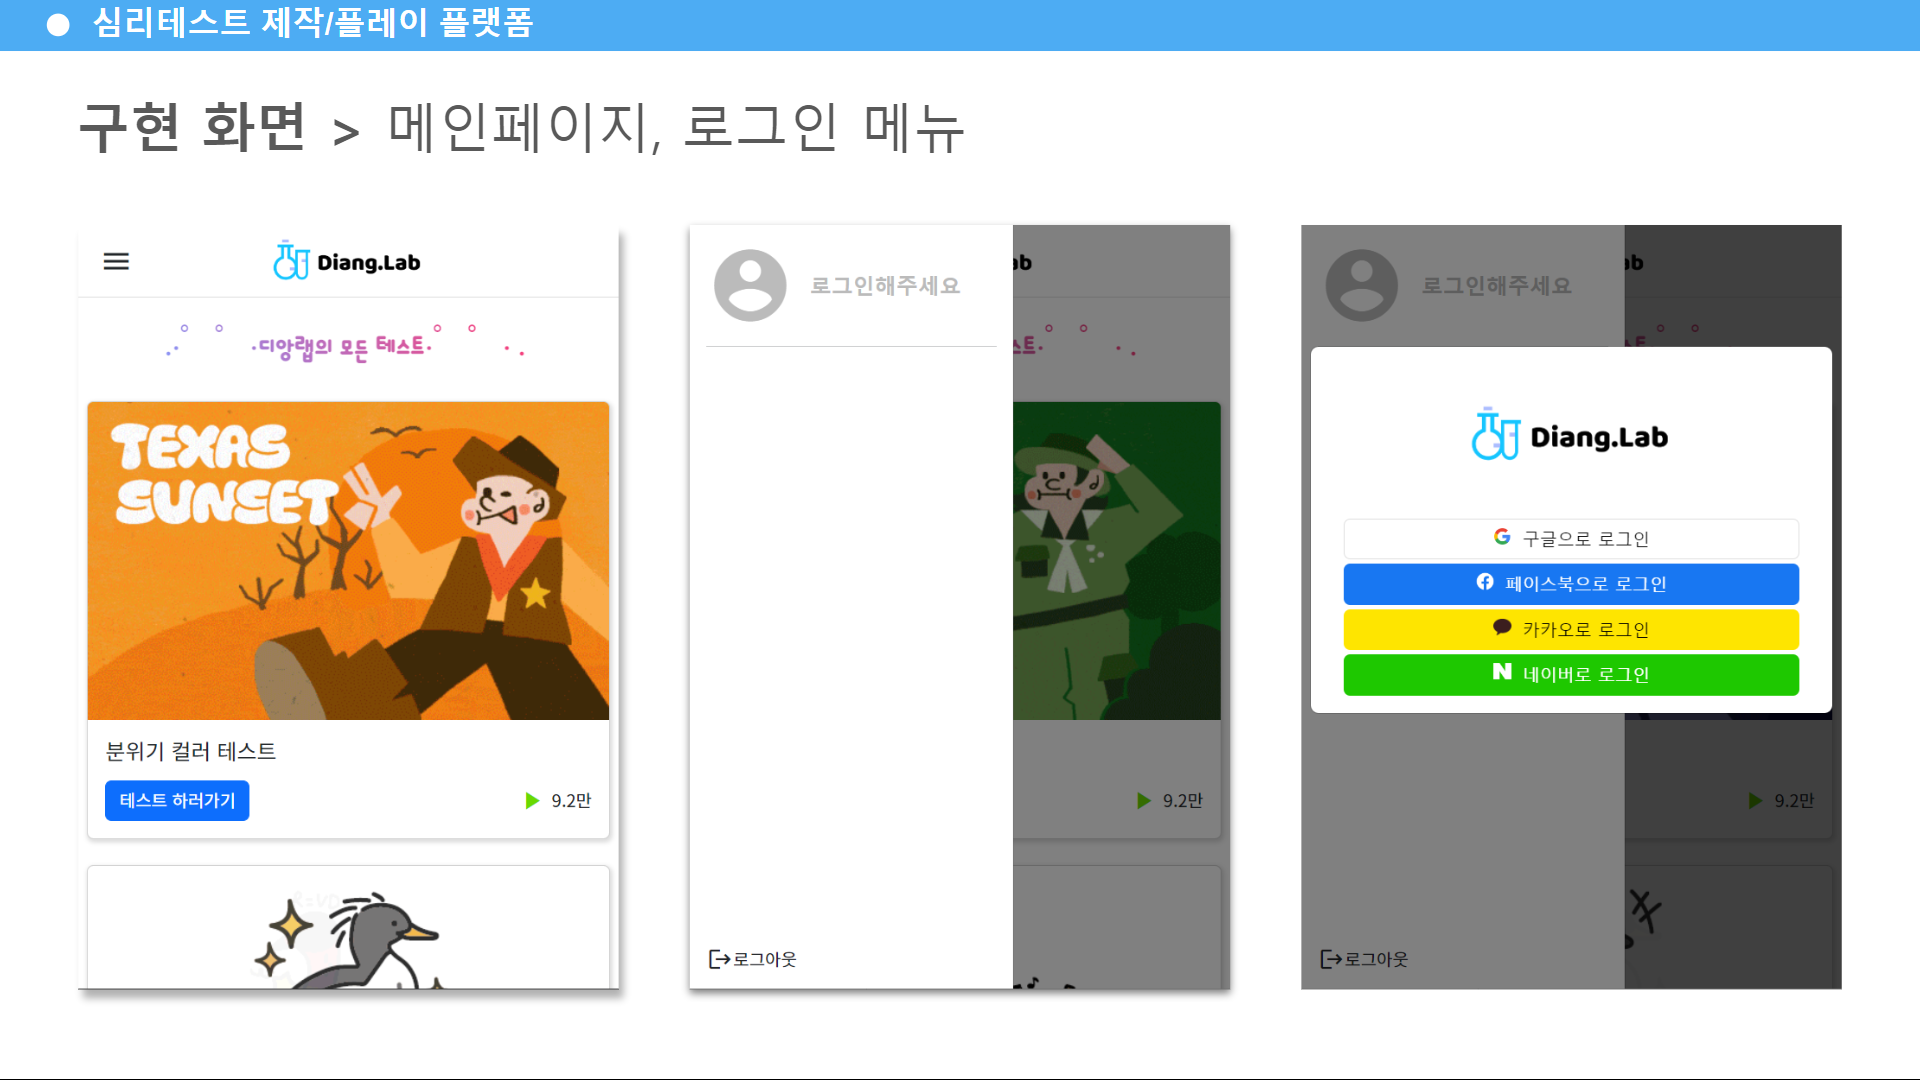 심리테스트 제작/플레이 플랫폼
구현 화면 > 메인페이지, 로그인 메뉴
Diang.Lab
·디앙랩의 모든 테스트·
TEXAS
SUNSET
분위기 컬러 테스트
테스트 하러가기
9.2만
로그인해주세요
ab
스트·
9.2만
로그아웃
로그인해주세요
ab
Diang.Lab
구글으로 로그인
페이스북으로 로그인
카카오로 로그인
네이버로 로그인
9.2만
로그아웃